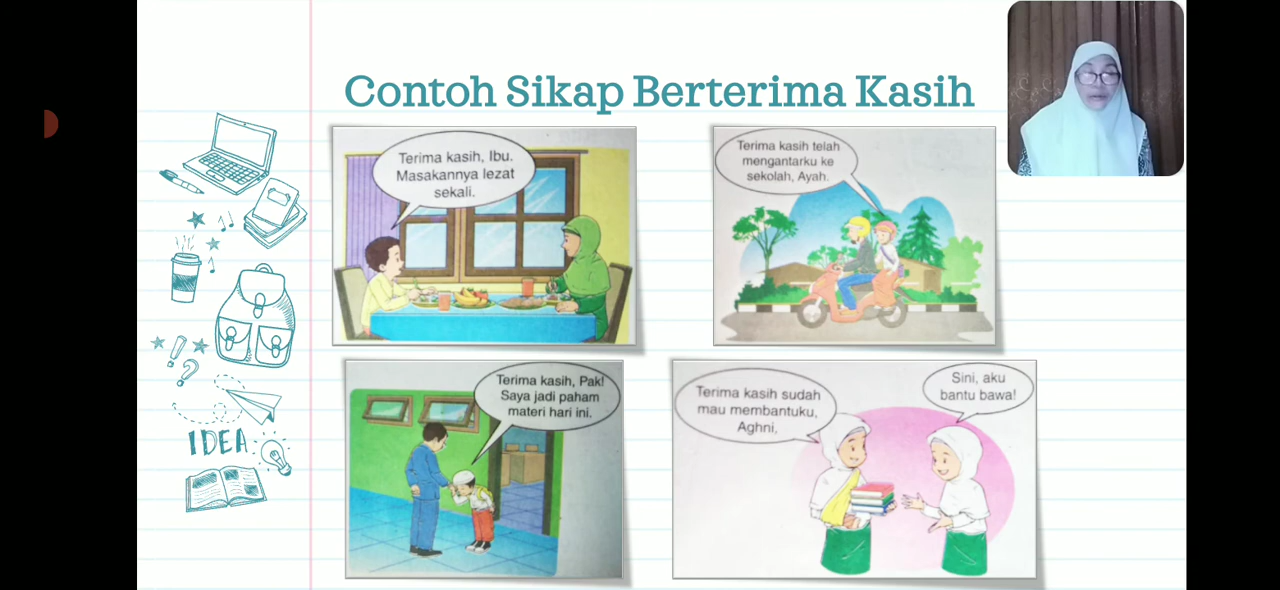 Contoh Sikap Berterima Kasih
Terima kasih, Ibu.
Masakannya lezat
sekali.
Terima kasih telah
mengantarku ke
sekolah, Ayah.
Terima kasih, Pak!
Saya jadi paham
materi hari ini.
Terima kasih sudah
mau membantuku,
Aghni,
Sini, aku
bantu bawa!
!
?
?
IDEA